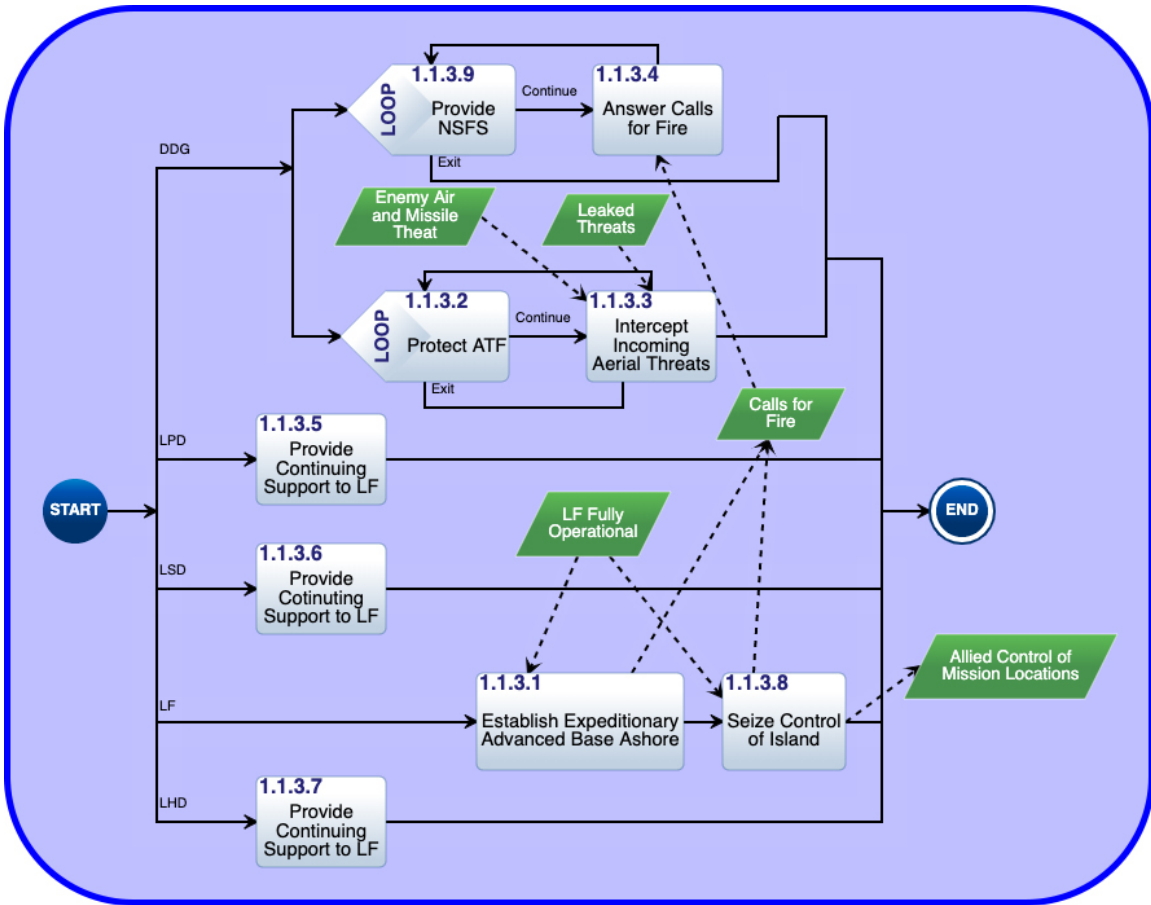 1.1.3.9
LOOP
Provide
NSFS
Continue
Exit
1.1.3.4
Answer Calls
for Fire
DDG
Enemy Air
and Missile
Theat
Leaked
Threats
1.1.3.2
LOOP
Protect ATF
Continue
Exit
1.1.3.3
Intercept
Incoming
Aerial Threats
Calls for
Fire
LPD
1.1.3.5
Provide
Continuing
Support to LF
START
LF Fully
Operational
END
LSD
1.1.3.6
Provide
Cotinuting
Support to LF
LF
1.1.3.1
Establish Expeditionary
Advanced Base Ashore
1.1.3.8
Seize Control
of Island
Allied Control of
Mission Locations
LHD
1.1.3.7
Provide
Continuing
Support to LF